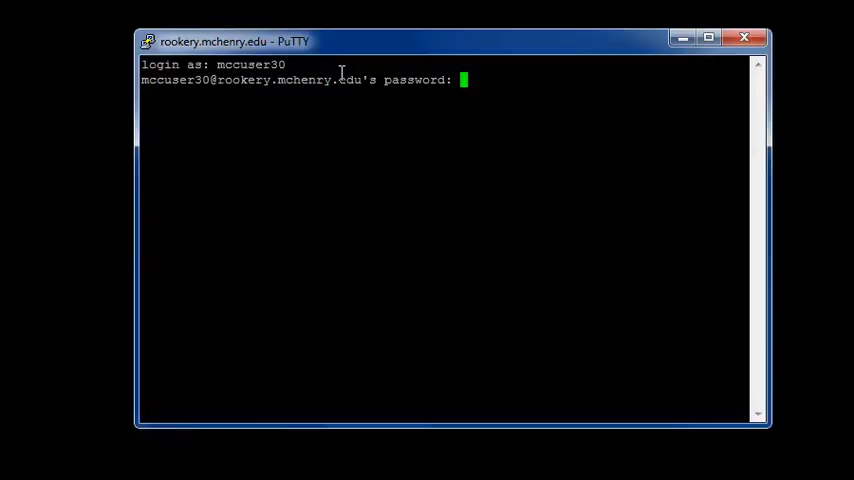 rookery.mchenry.edu - PuTTY
login as: mccuser30
mccuser30@rookery.mchenry.edu's password: